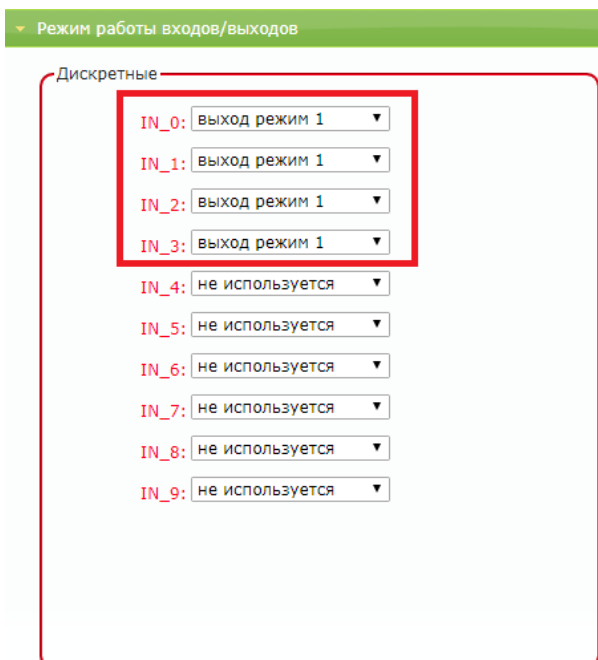 Режим работы входов/выходов
Дискретные
IN_0: выход режим 1
IN_1: выход режим 1
IN_2: выход режим 1
IN_3: выход режим 1
IN_4: не используется
IN_5: не используется
IN_6: не используется
IN_7: не используется
IN_8: не используется
IN_9: не используется